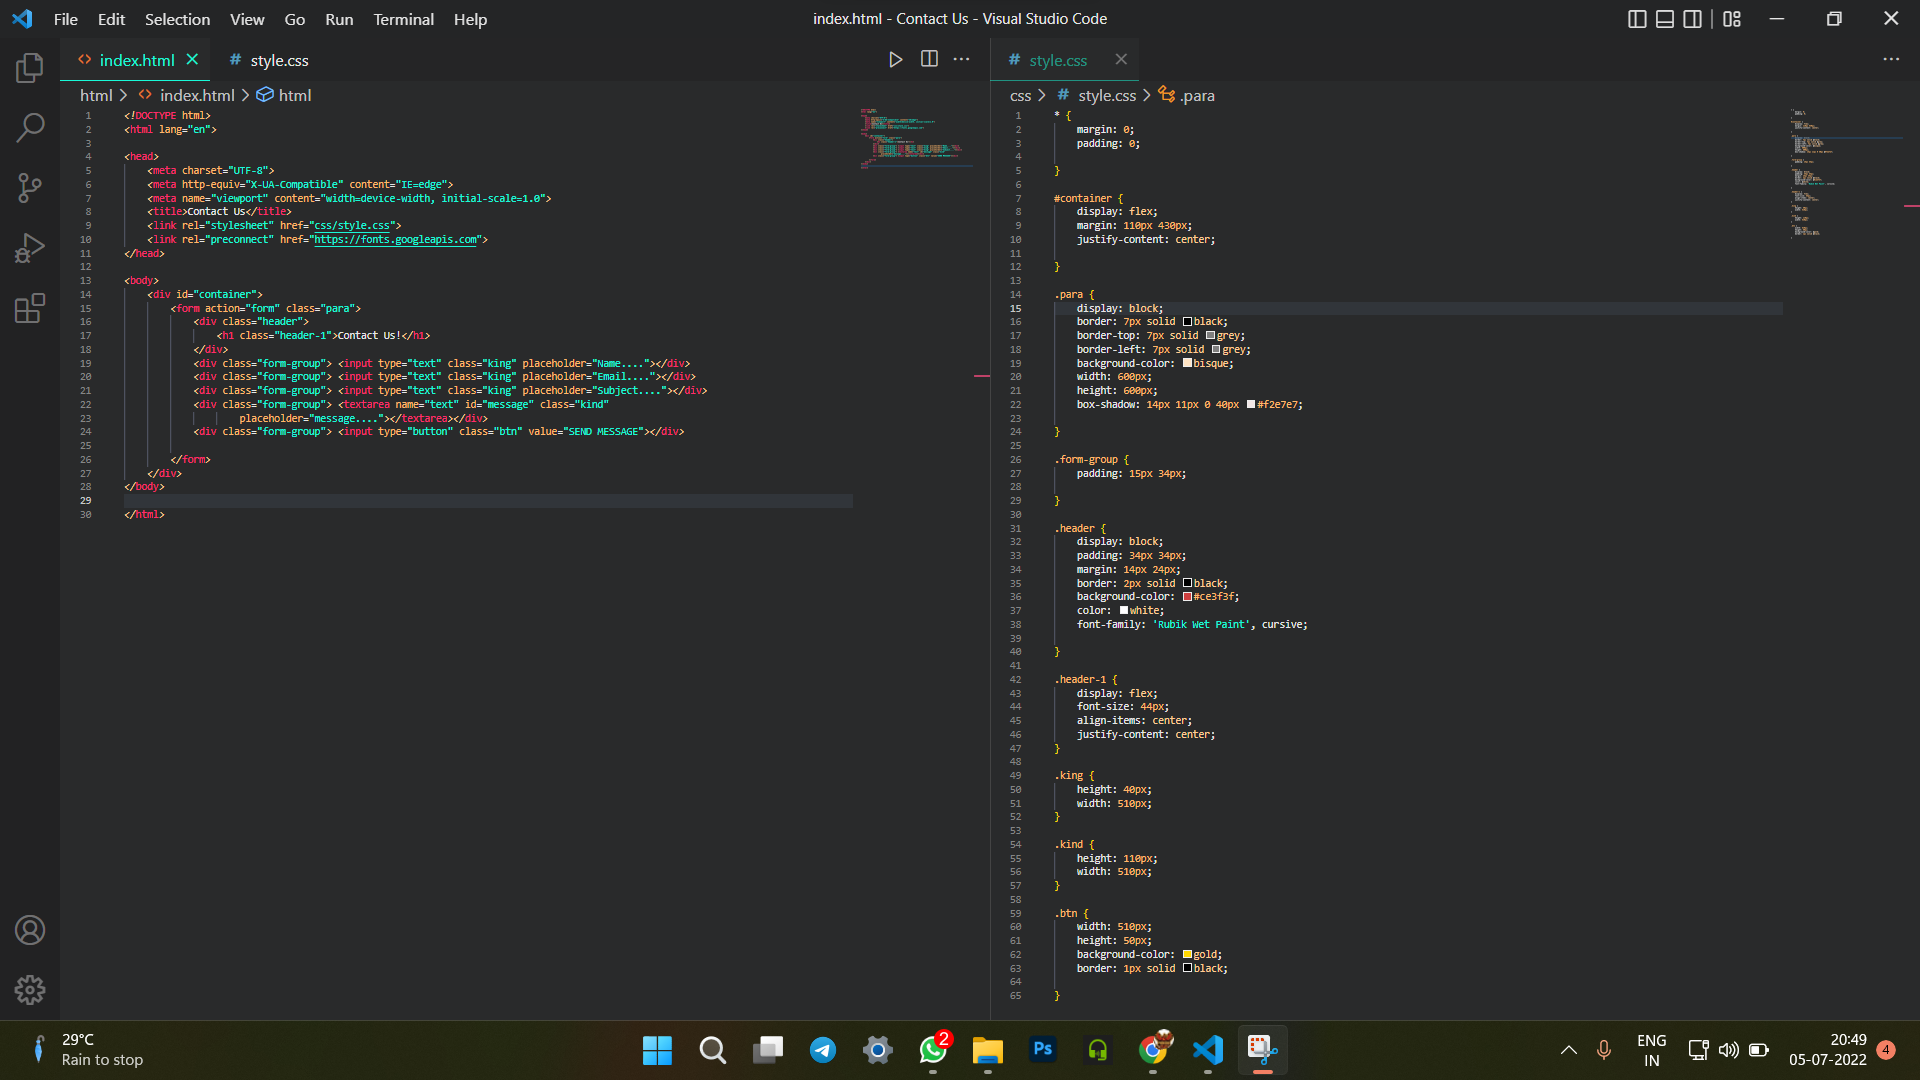 File Edit Selection View Go Run Terminal Help
index.html - Contact Us - Visual Studio Code
index.html
style.css
html > index.html > html
1 <!DOCTYPE html>
2 <html lang="en">
3
4 <head>
5 <meta charset="UTF-8">
6 <meta http-equiv="X-UA-Compatible" content="IE=edge">
7 <meta name="viewport" content="width=device-width, initial-scale=1.0">
8 <title>Contact Us</title>
9 <link rel="stylesheet" href="css/style.css">
10 <link rel="preconnect" href="https://fonts.googleapis.com">
11 </head>
12
13 <body>
14 <div id="container">
15 <form action="form" class="para">
16 <div class="header">
17 <h1 class="header-1">Contact Us!</h1>
18 </div>
19 <div class="form-group"> <input type="text" class="king" placeholder="Name...."></div>
20 <div class="form-group"> <input type="text" class="king" placeholder="Email...."></div>
21 <div class="form-group"> <input type="text" class="king" placeholder="Subject...."></div>
22 <div class="form-group"> <textarea name="text" id="message" class="kind"
23 placeholder="message...."></textarea></div>
24 <div class="form-group"> <input type="button" class="btn" value="SEND MESSAGE"></div>
25
26 </form>
27 </div>
28 </body>
29
30 </html>
style.css
css > style.css > .para
1 * {
2 margin: 0;
3 padding: 0;
4
5 }
6
7 #container {
8 display: flex;
9 margin: 110px 430px;
10 justify-content: center;
11
12 }
13
14 .para {
15 display: block;
16 border: 7px solid black;
17 border-top: 7px solid grey;
18 border-left: 7px solid grey;
19 background-color: bisque;
20 width: 600px;
21 height: 600px;
22 box-shadow: 14px 11px 0 40px #f2e7e7;
23
24 }
25
26 .form-group {
27 padding: 15px 34px;
28
29 }
30
31 .header {
32 display: block;
33 padding: 34px 34px;
34 margin: 14px 24px;
35 border: 2px solid black;
36 background-color: #ce3f3f;
37 color: white;
38 font-family: 'Rubik Wet Paint', cursive;
39
40 }
41
42 .header-1 {
43 display: flex;
44 font-size: 44px;
45 align-items: center;
46 justify-content: center;
47 }
48
49 .king {
50 height: 40px;
51 width: 510px;
52 }
53
54 .kind {
55 height: 110px;
56 width: 510px;
57 }
58
59 .btn {
60 width: 510px;
61 height: 50px;
62 background-color: gold;
63 border: 1px solid black;
64
65 }
29°C
Rain to stop
2
Ps
ENG
IN
20:49
05-07-2022
4